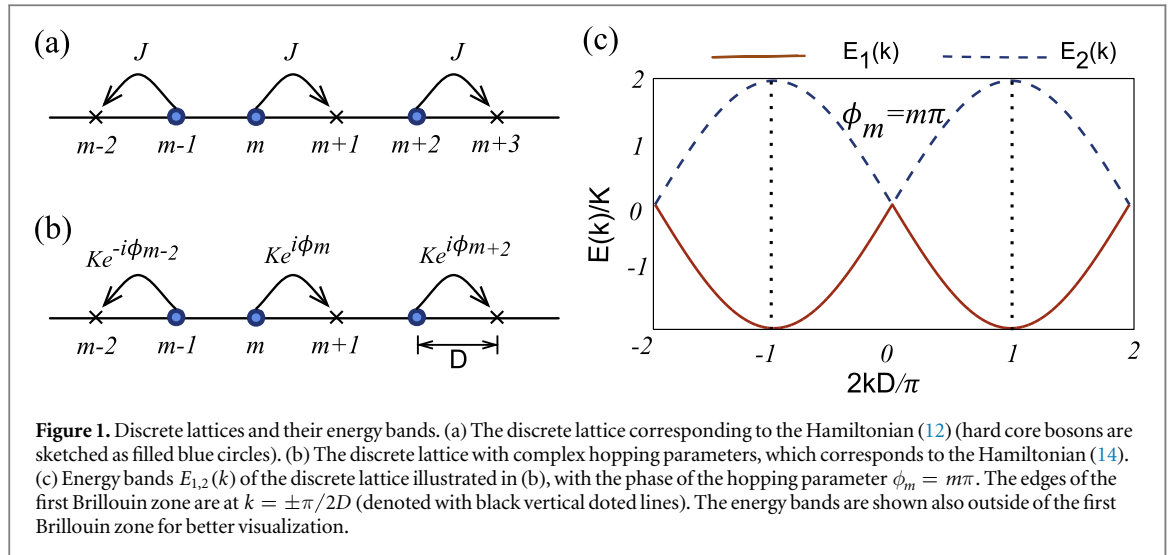 (a)
J J J
m-2 m-1 m m+1 m+2 m+3
(b)
Ke^{-iϕ_{m-2}} Ke^{iϕ_m} Ke^{iϕ_{m+2}}
m-2 m-1 m m+1 D
(c)
E₁(k) E₂(k)
ϕ_m=mπ
E(k)/K
2
1
0
-1
-2 -1 0 1 2
2kD/π
Figure 1. Discrete lattices and their energy bands. (a) The discrete lattice corresponding to the Hamiltonian (12) (hard core bosons are
sketched as filled blue circles). (b) The discrete lattice with complex hopping parameters, which corresponds to the Hamiltonian (14).
(c) Energy bands E₁,₂(k) of the discrete lattice illustrated in (b), with the phase of the hopping parameter ϕ_m = mπ. The edges of the
first Brillouin zone are at k = ±π/2D (denoted with black vertical doted lines). The energy bands are shown also outside of the first
Brillouin zone for better visualization.